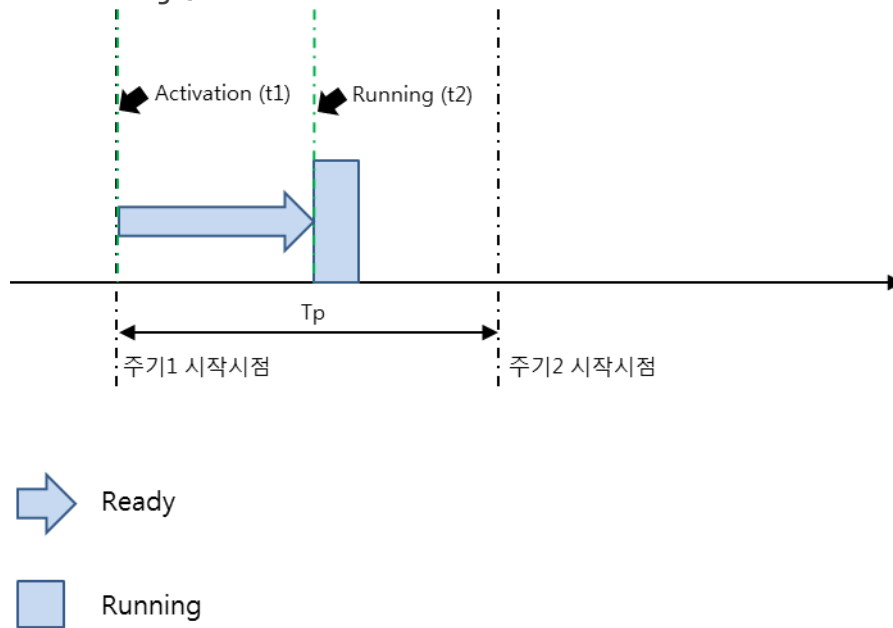 Activation (t1)
Running (t2)
Tp
주기1 시작시점
주기2 시작시점
Ready
Running